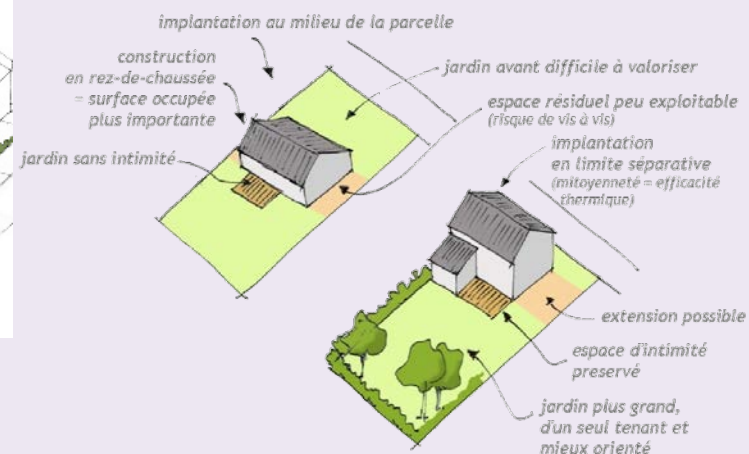 implantation au milieu de la parcelle
construction
en rez-de-chaussée
= surface occupée
plus importante
jardin sans intimité
jardin avant difficile à valoriser
espace résiduel peu exploitable
(risque de vis à vis)
implantation
en limite séparative
(mitoyenneté = efficacité
thermique)
extension possible
espace d'intimité
preservé
jardin plus grand,
d'un seul tenant et
mieux orienté